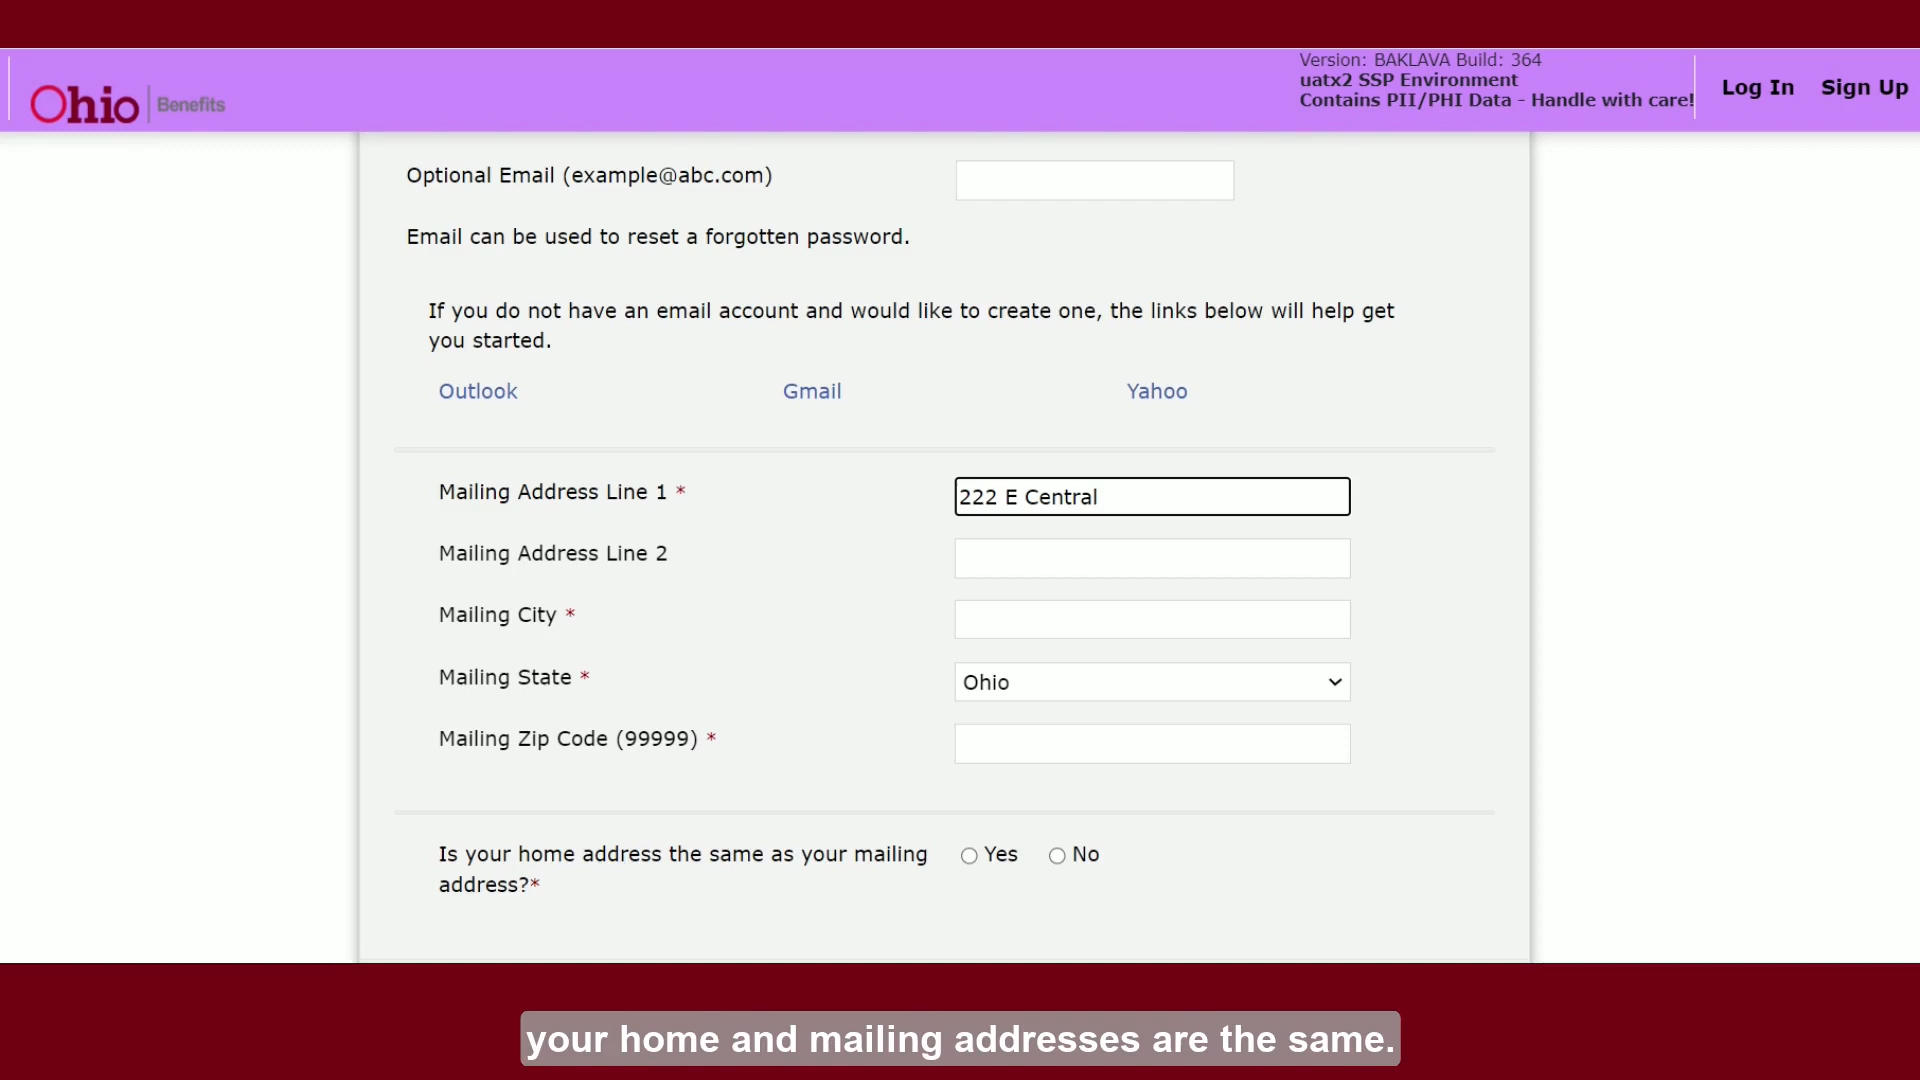 Version: BAKLAVA Build: 364
uatx2 SSP Environment
Contains PII/PHI Data - Handle with care!
Log In Sign Up
Ohio Benefits
Optional Email (example@abc.com)
Email can be used to reset a forgotten password.
If you do not have an email account and would like to create one, the links below will help get
you started.
Outlook Gmail Yahoo
Mailing Address Line 1 * 222 E Central
Mailing Address Line 2
Mailing City *
Mailing State * Ohio
Mailing Zip Code (99999) *
Is your home address the same as your mailing Yes No
address?*
your home and mailing addresses are the same.